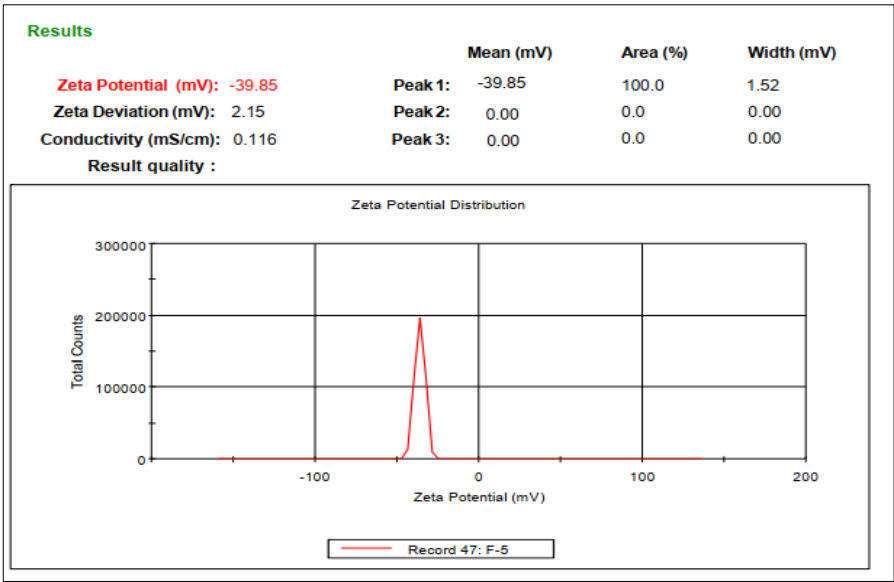 Results
Mean (mV) Area (%) Width (mV)
Zeta Potential (mV): -39.85 Peak 1: -39.85 100.0 1.52
Zeta Deviation (mV): 2.15 Peak 2: 0.00 0.0 0.00
Conductivity (mS/cm): 0.116 Peak 3: 0.00 0.0 0.00
Result quality :
Zeta Potential Distribution
300000
200000
100000
0
Total Counts
-100 0 100 200
Zeta Potential (mV)
Record 47: F-5